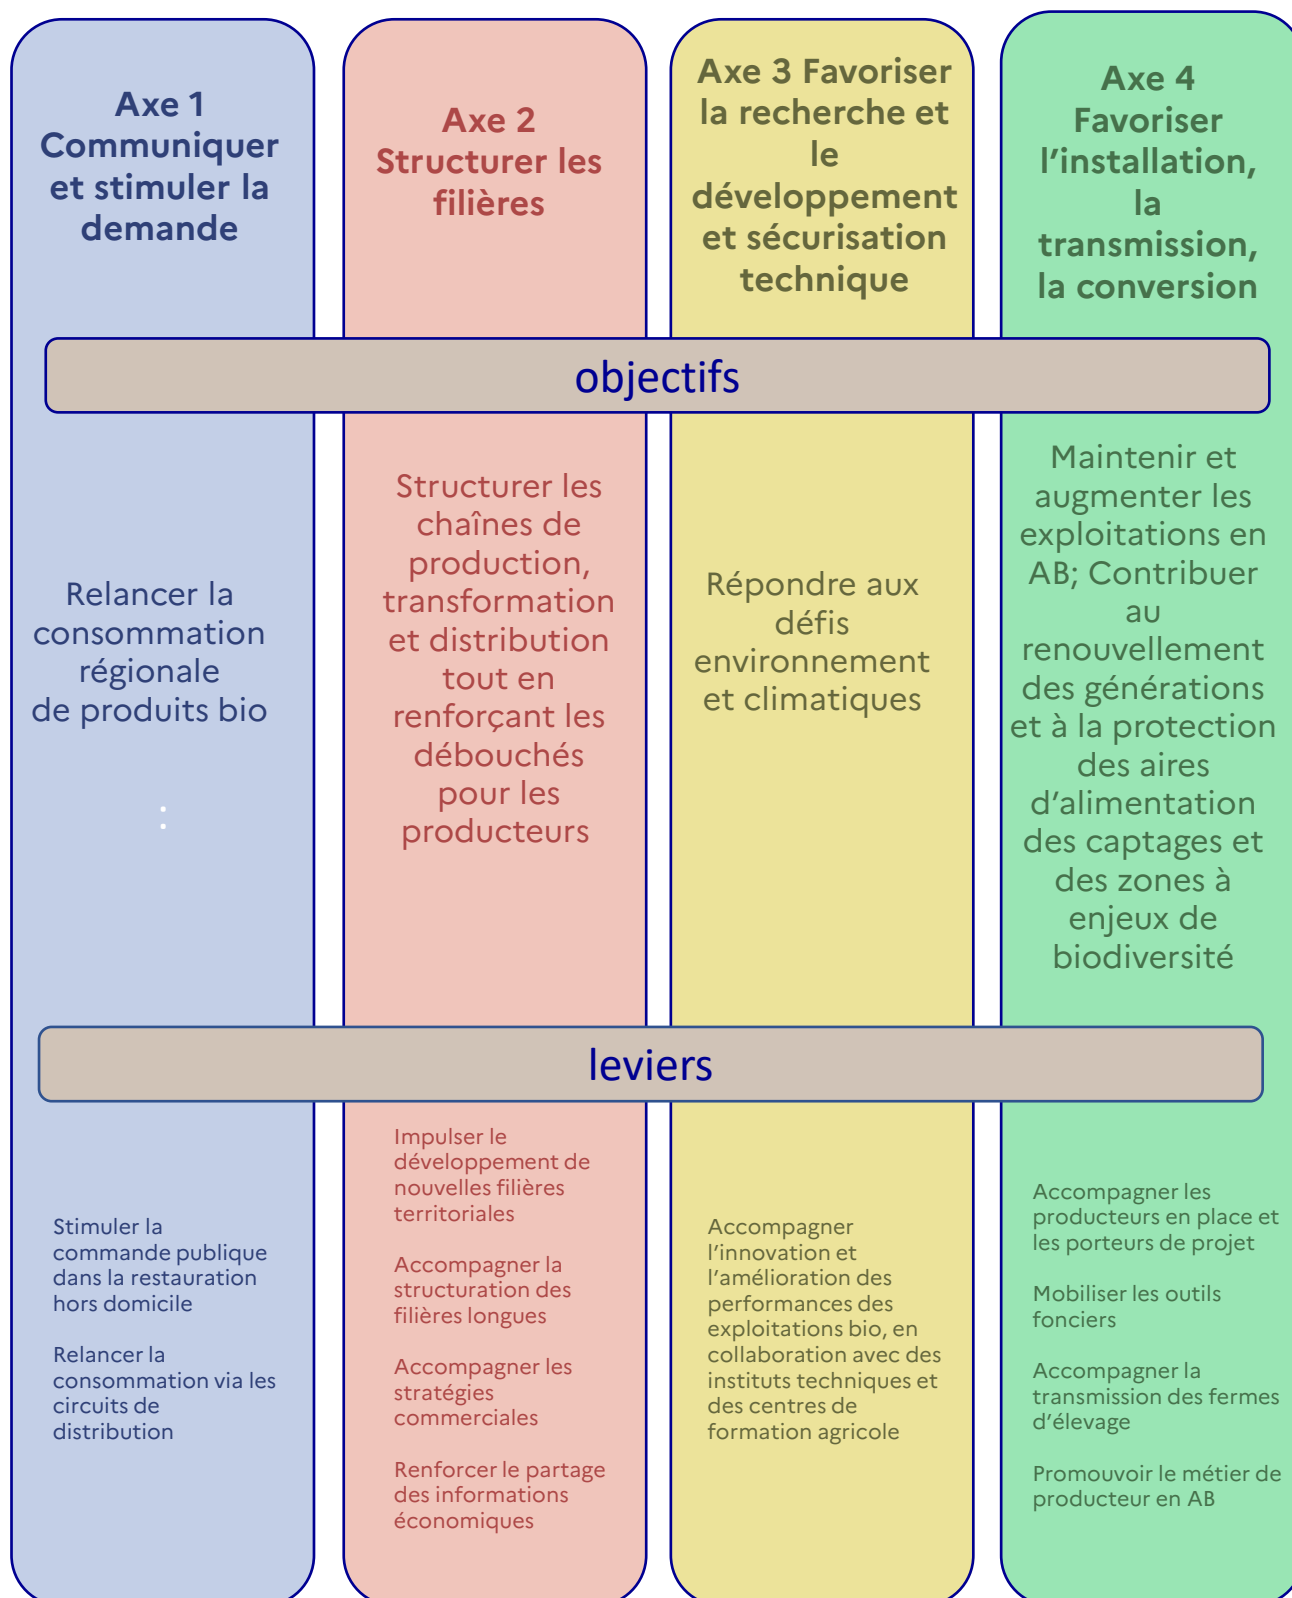 Axe 1
Communiquer
et stimuler la
demande
Axe 2
Structurer les
filières
Axe 3 Favoriser
la recherche et
le
développement
et sécurisation
technique
Axe 4
Favoriser
l’installation,
la
transmission,
la conversion
objectifs
Relancer la
consommation
régionale
de produits bio
:
Structurer les
chaînes de
production,
transformation
et distribution
tout en
renforçant les
débouchés
pour les
producteurs
Répondre aux
défis
environnement
et climatiques
Maintenir et
augmenter les
exploitations en
AB; Contribuer
au
renouvellement
des générations
et à la protection
des aires
d’alimentation
des captages et
des zones à
enjeux de
biodiversité
leviers
Stimuler la
commande publique
dans la restauration
hors domicile
Relancer la
consommation via les
circuits de
distribution
Impulser le
développement de
nouvelles filières
territoriales
Accompagner la
structuration des
filières longues
Accompagner les
stratégies
commerciales
Renforcer le partage
des informations
économiques
Accompagner
l’innovation et
l’amélioration des
performances des
exploitations bio, en
collaboration avec des
instituts techniques et
des centres de
formation agricole
Accompagner les
producteurs en place et
les porteurs de projet
Mobiliser les outils
fonciers
Accompagner la
transmission des fermes
d’élevage
Promouvoir le métier de
producteur en AB